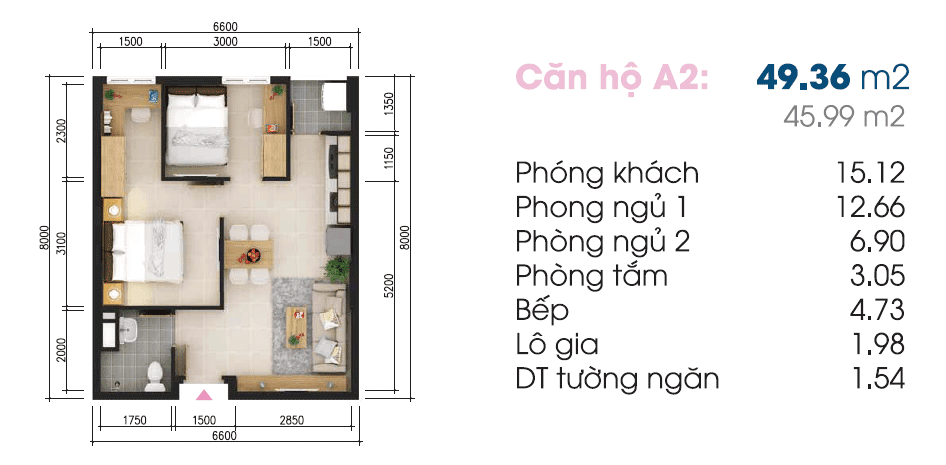 6600
1500 3000 1500
2300
3100
2000
8000
1350
1150
5200
8000
1750 1500 2850
6600
Căn hộ A2: 49.36 m2
45.99 m2
Phóng khách 15.12
Phong ngủ 1 12.66
Phòng ngủ 2 6.90
Phòng tắm 3.05
Bếp 4.73
Lô gia 1.98
DT tường ngăn 1.54